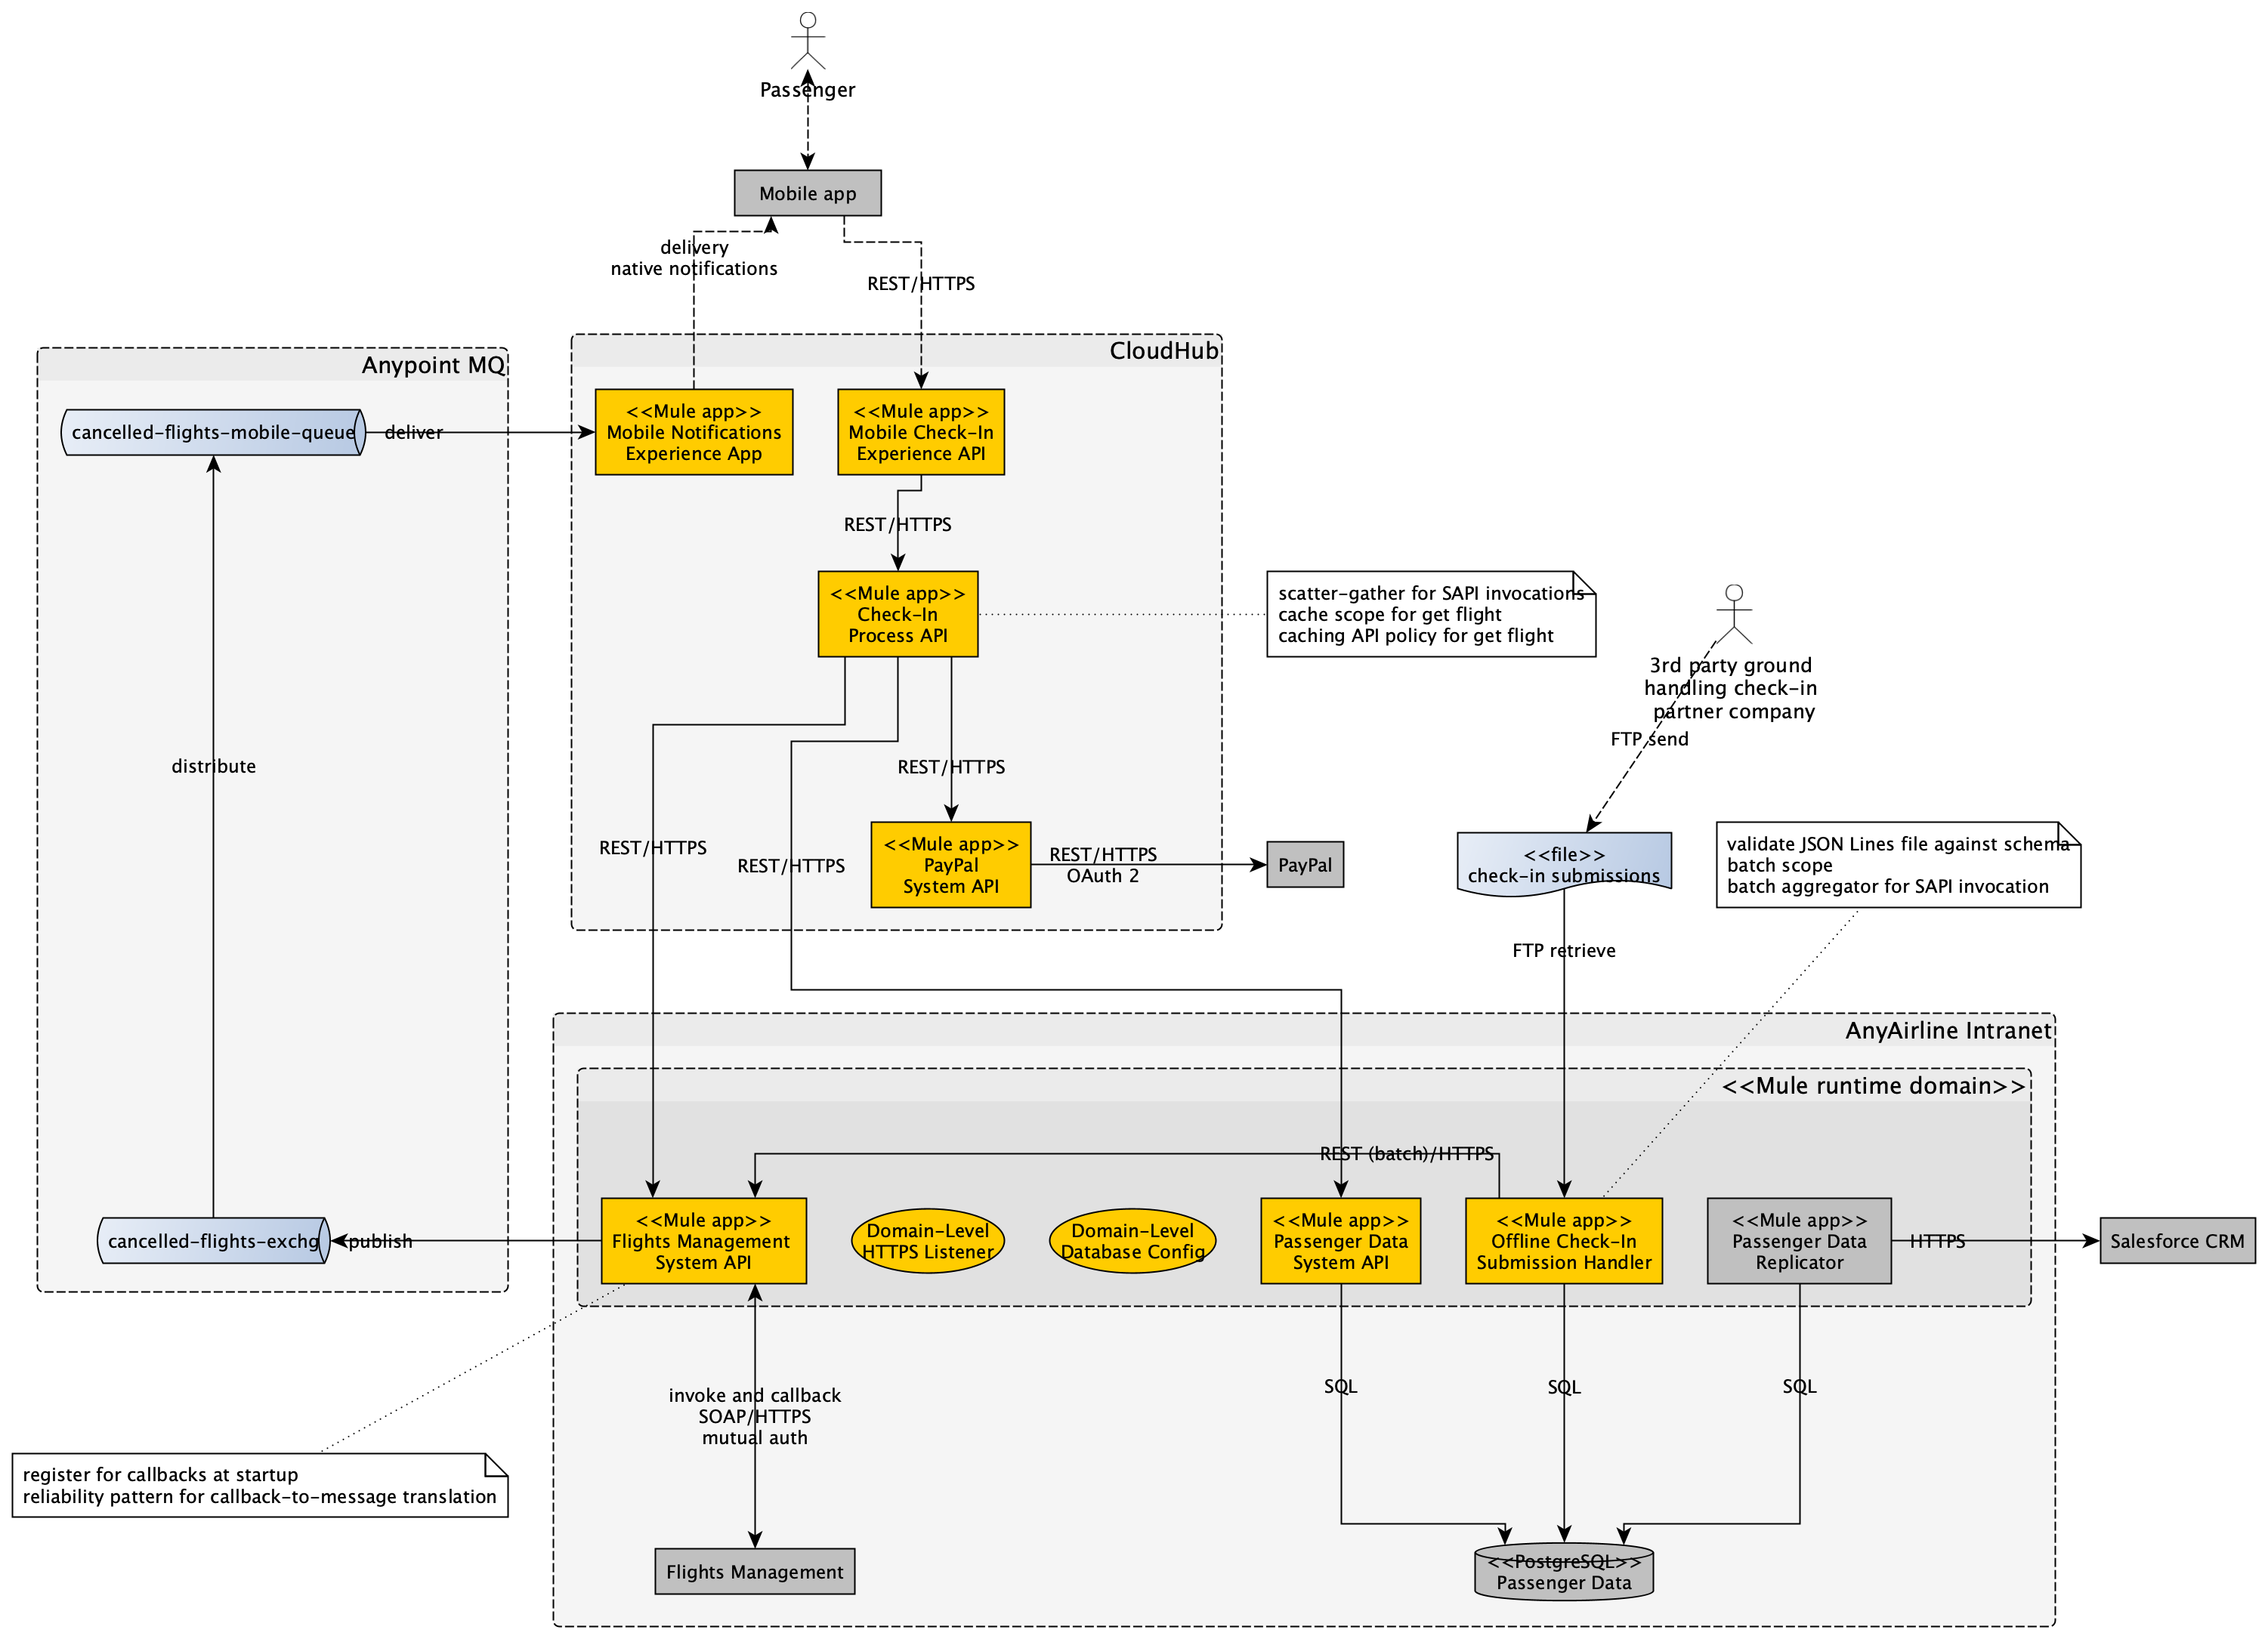 Passenger
Mobile app
delivery
native notifications
REST/HTTPS
Anypoint MQ
cancelled-flights-mobile-queue
deliver
distribute
cancelled-flights-exchg
publish
CloudHub
<<Mule app>>
Mobile Notifications
Experience App
<<Mule app>>
Mobile Check-In
Experience API
REST/HTTPS
<<Mule app>>
Check-In
Process API
scatter-gather for SAPI invocations
cache scope for get flight
caching API policy for get flight
REST/HTTPS
REST/HTTPS
REST/HTTPS
<<Mule app>>
PayPal
System API
REST/HTTPS
OAuth 2
PayPal
3rd party ground
handling check-in
partner company
FTP send
<<file>>
check-in submissions
validate JSON Lines file against schema
batch scope
batch aggregator for SAPI invocation
FTP retrieve
AnyAirline Intranet
<<Mule runtime domain>>
REST (batch)/HTTPS
<<Mule app>>
Flights Management
System API
Domain-Level
HTTPS Listener
Domain-Level
Database Config
<<Mule app>>
Passenger Data
System API
<<Mule app>>
Offline Check-In
Submission Handler
<<Mule app>>
Passenger Data
Replicator
HTTPS
Salesforce CRM
invoke and callback
SOAP/HTTPS
mutual auth
SQL
SQL
SQL
register for callbacks at startup
reliability pattern for callback-to-message translation
Flights Management
<<PostgreSQL>>
Passenger Data